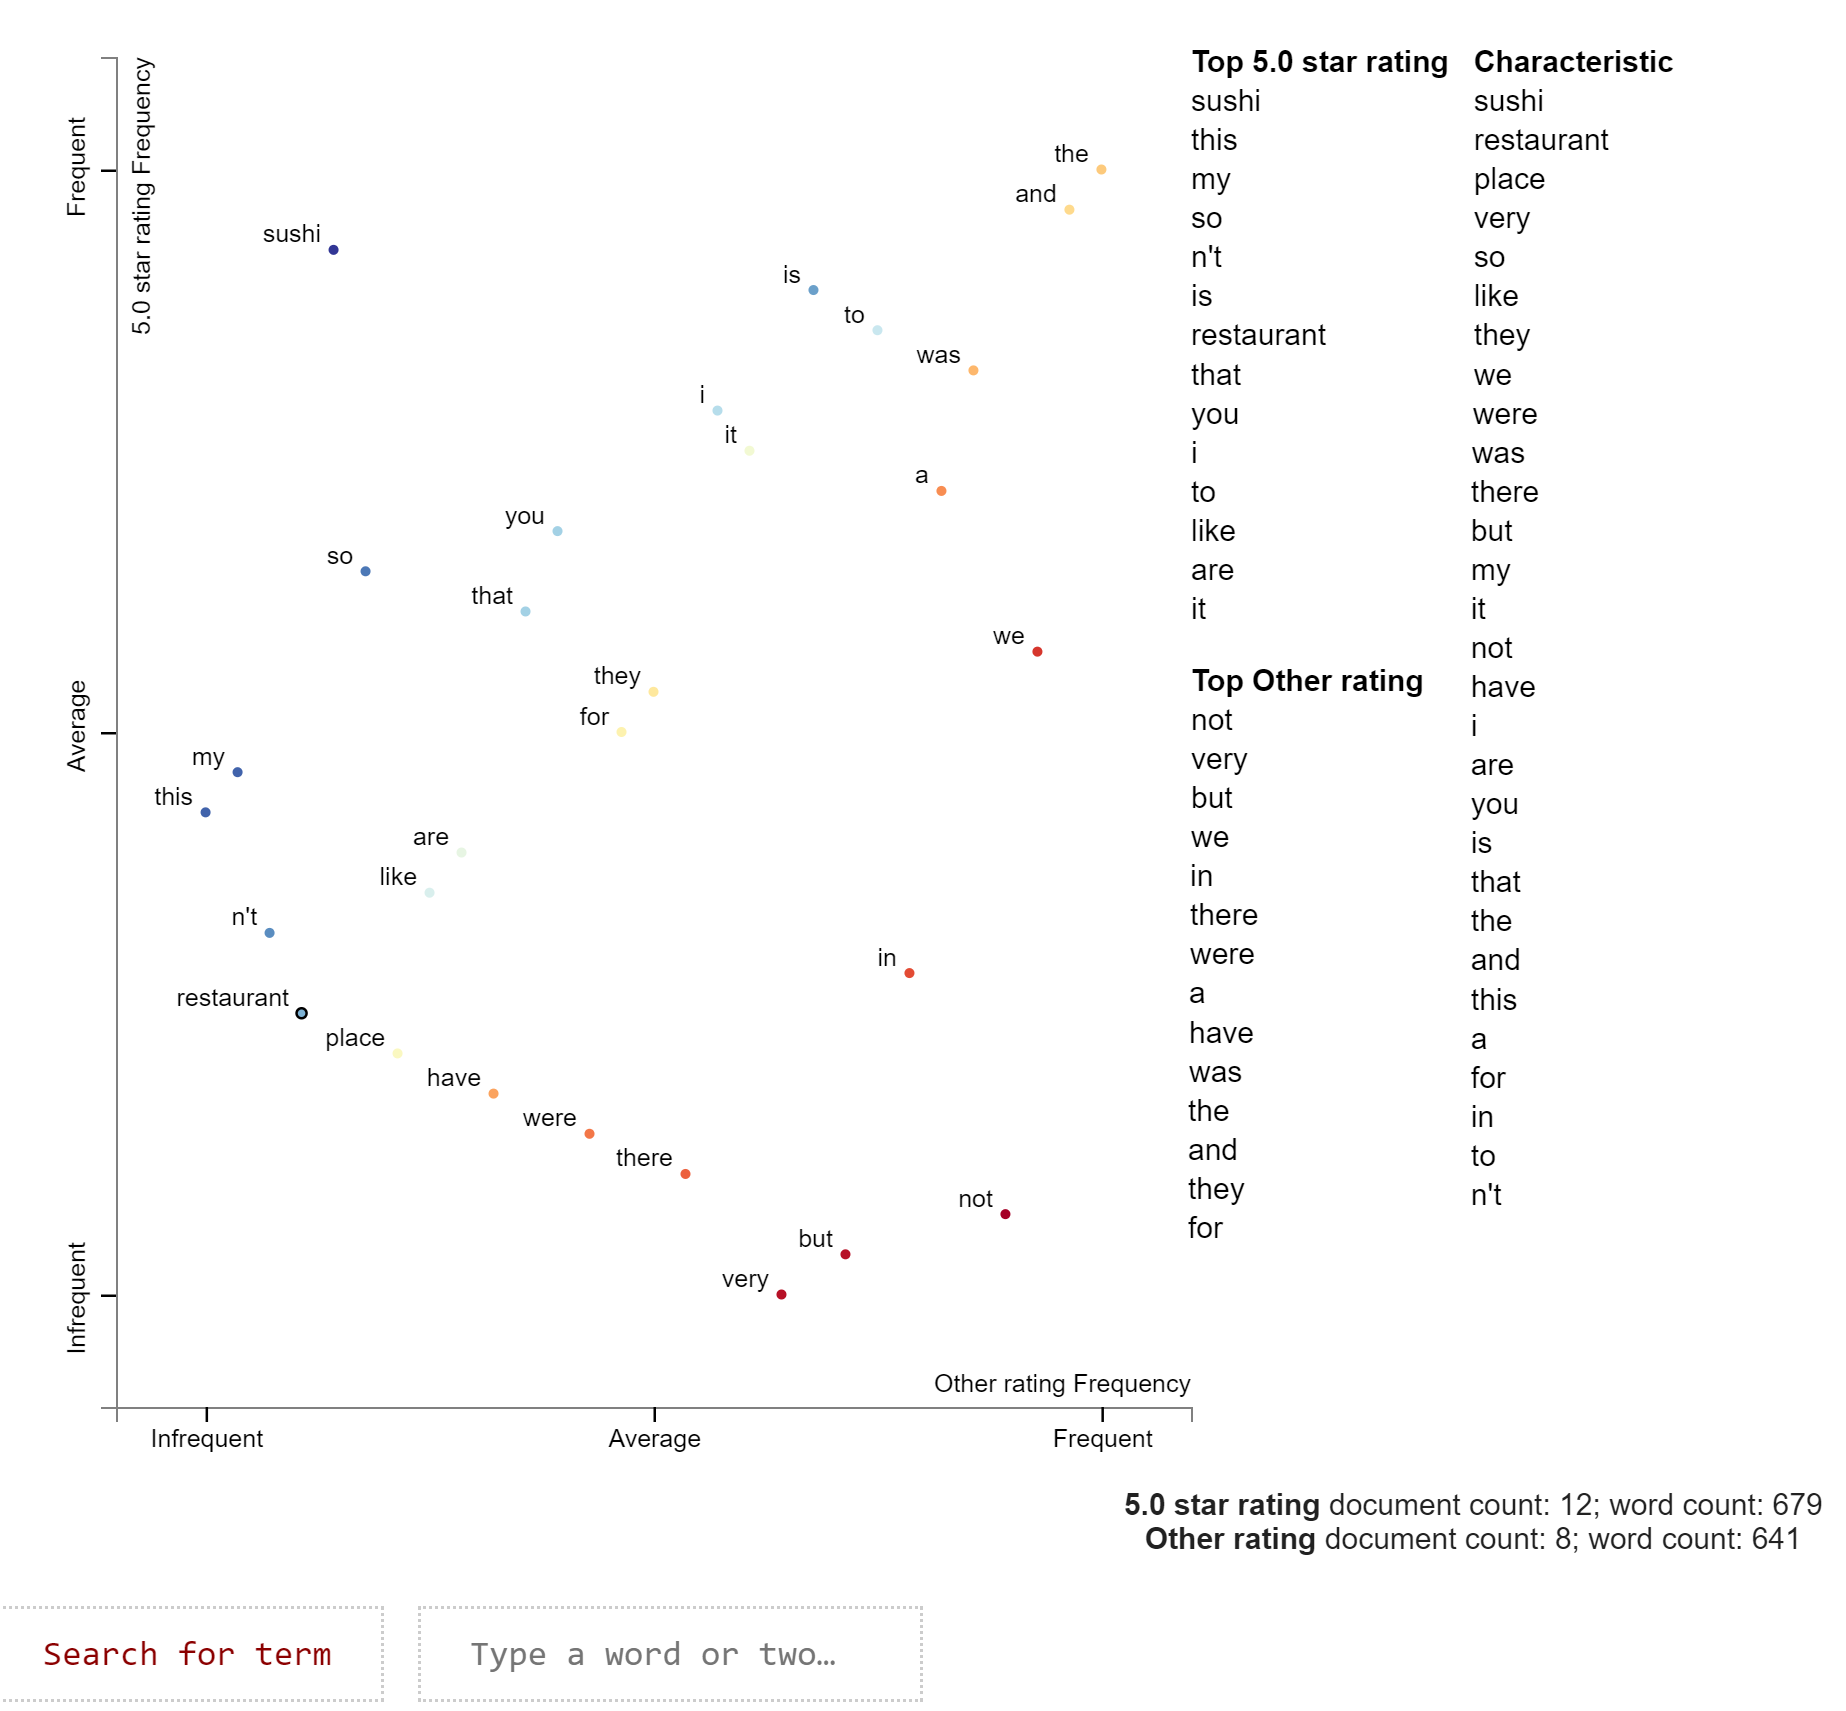 Frequent
Average
Infrequent
5.0 star rating Frequency
the
and
sushi
is
to
was
i
it
a
you
so
that
we
they
for
my
this
are
like
n't
in
restaurant
place
have
were
there
not
but
very
Other rating Frequency
Infrequent
Average
Frequent
Top 5.0 star rating
sushi
this
my
so
n't
is
restaurant
that
you
i
to
like
are
it
Top Other rating
not
very
but
we
in
there
were
a
have
was
the
and
they
for
Characteristic
sushi
restaurant
place
very
so
like
they
we
were
was
there
but
my
it
not
have
i
are
you
is
that
the
and
this
a
for
in
to
n't
5.0 star rating document count: 12; word count: 679
Other rating document count: 8; word count: 641
Search for term
Type a word or two…